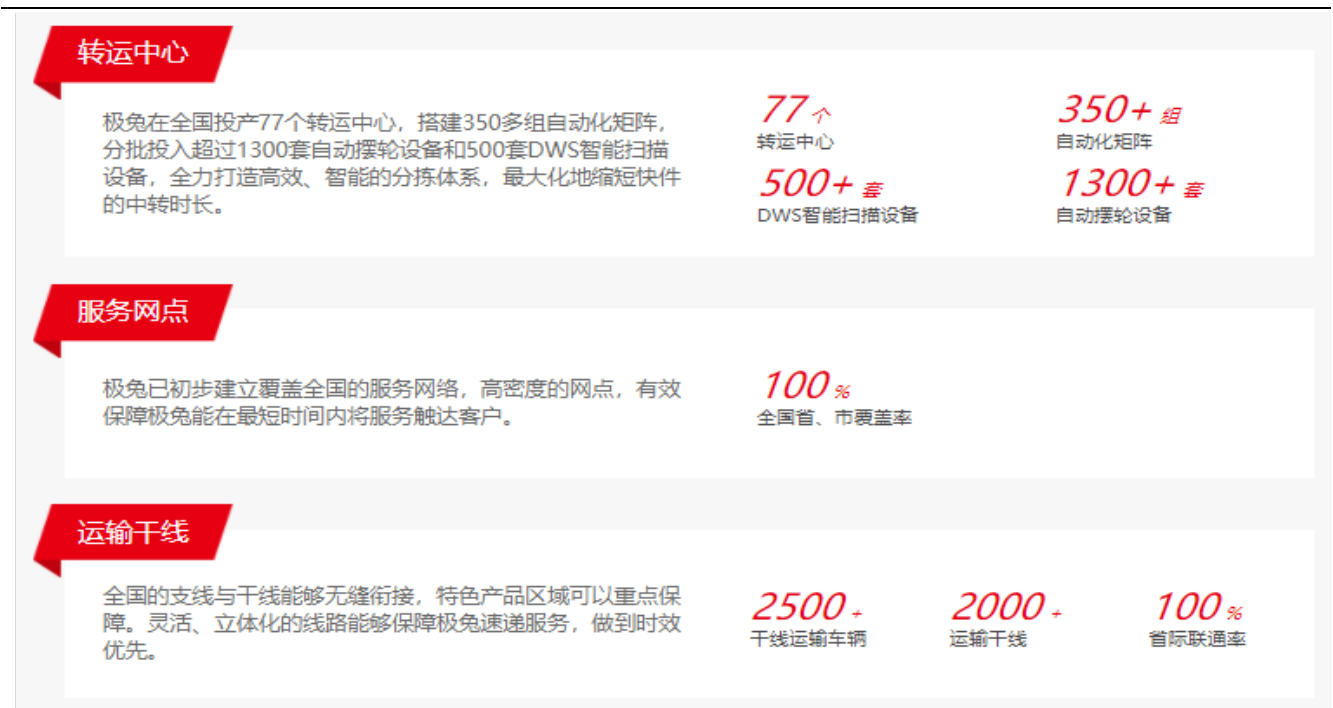 转运中心
极兔在全国投产77个转运中心，搭建350多组自动化矩阵，
分批投入超过1300套自动摆轮设备和500套DWS智能扫描
设备，全力打造高效、智能的分拣体系，最大化地缩短快件
的中转时长。
77 个
转运中心
350+ 组
自动化矩阵
500+ 套
DWS智能扫描设备
1300+ 套
自动摆轮设备
服务网点
极兔已初步建立覆盖全国的服务网络，高密度的网点，有效
保障极兔能在最短时间内将服务触达客户。
100 %
全国省、市覆盖率
运输干线
全国的支线与干线能够无缝衔接，特色产品区域可以重点保
障。灵活、立体化的线路能够保障极兔速递服务，做到时效
优先。
2500 +
干线运输车辆
2000 +
运输干线
100 %
省际联通率